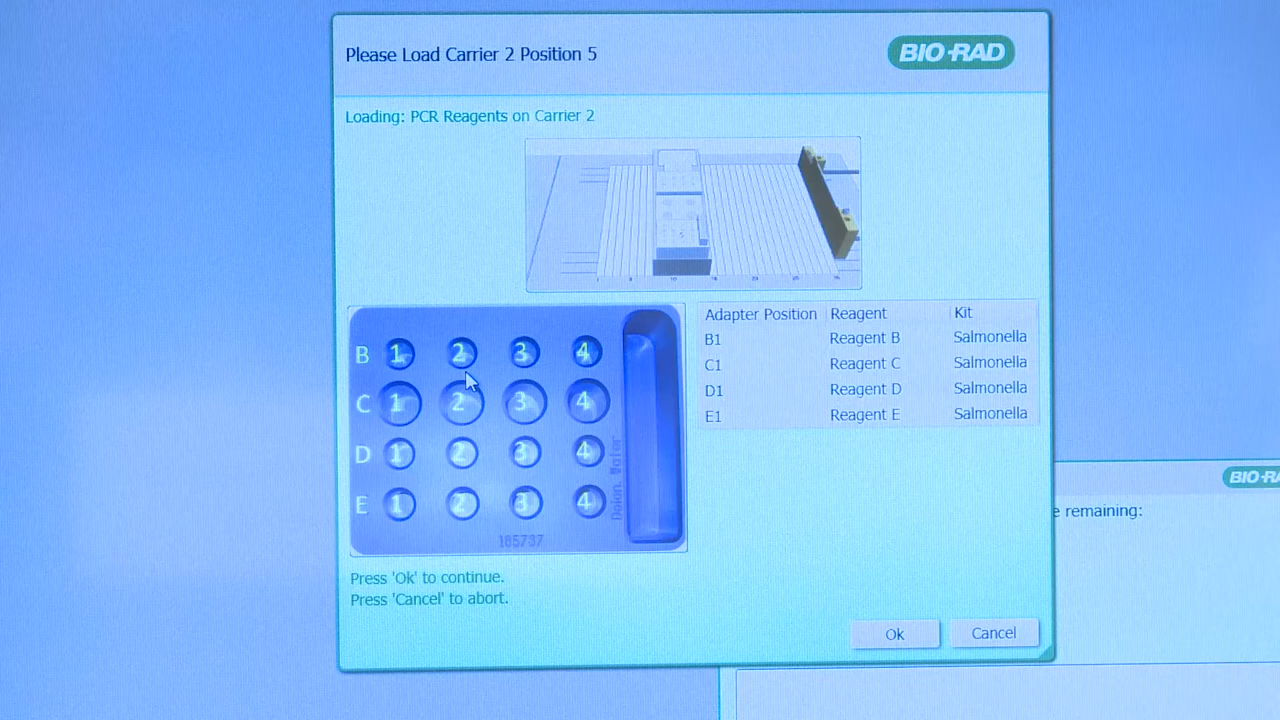 Please Load Carrier 2 Position 5
BIO-RAD
Loading: PCR Reagents on Carrier 2
Adapter Position Reagent Kit
B1 Reagent B Salmonella
C1 Reagent C Salmonella
D1 Reagent D Salmonella
E1 Reagent E Salmonella
B 1 2 3 4
C 1 2 3 4
D 1 2 3 4
E 1 2 3 4
Deion. Water
185737
Press 'Ok' to continue.
Press 'Cancel' to abort.
Ok Cancel
BIO-RA
e remaining: